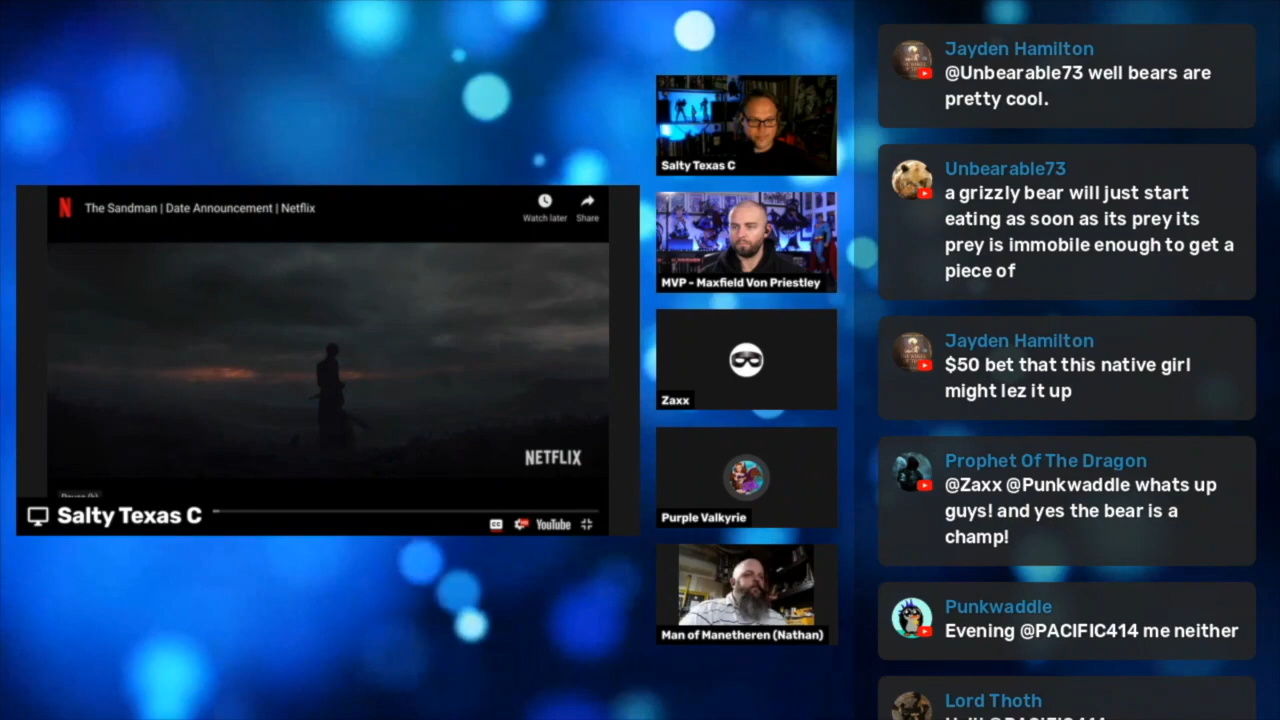 The Sandman | Date Announcement | Netflix
Watch later
Share
NETFLIX
Pause (k)
Salty Texas C
CC
YouTube
Salty Texas C
MVP - Maxfield Von Priestley
Zaxx
Purple Valkyrie
Man of Manetheren (Nathan)
Jayden Hamilton
@Unbearable73 well bears are
pretty cool.
Unbearable73
a grizzly bear will just start
eating as soon as its prey its
prey is immobile enough to get a
piece of
Jayden Hamilton
$50 bet that this native girl
might lez it up
Prophet Of The Dragon
@Zaxx @Punkwaddle whats up
guys! and yes the bear is a
champ!
Punkwaddle
Evening @PACIFIC414 me neither
Lord Thoth